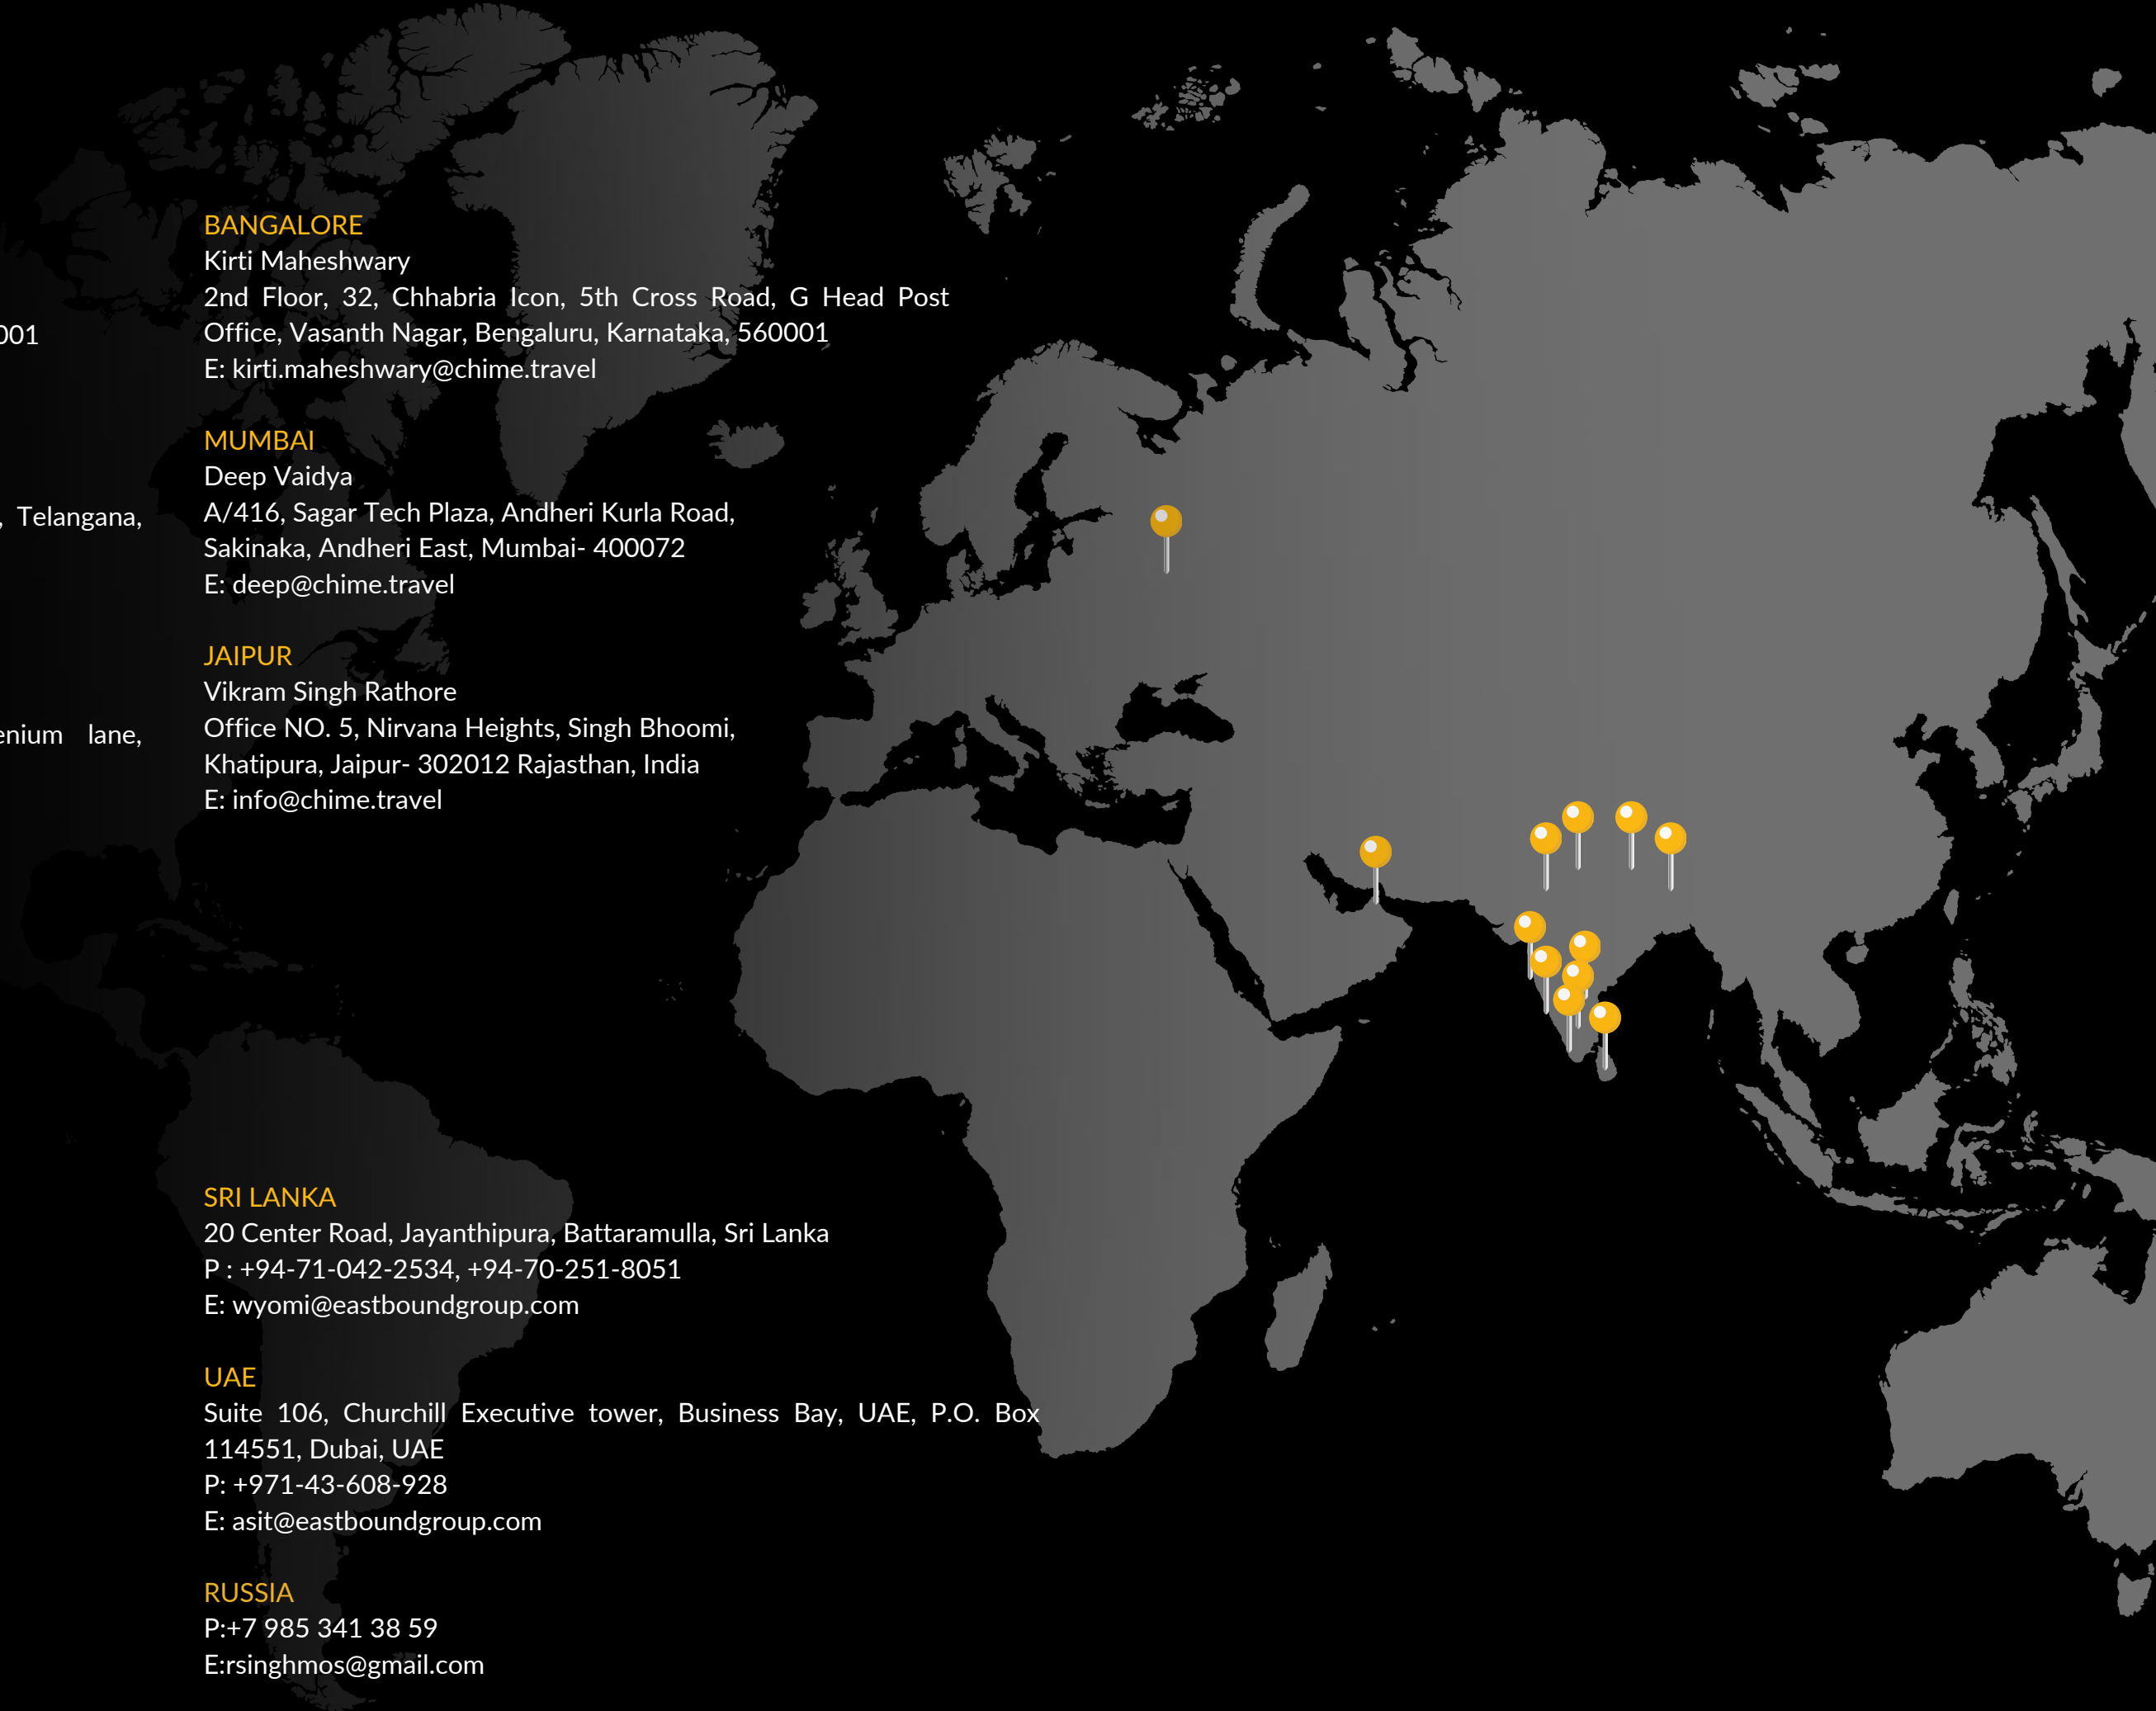 BANGALORE
Kirti Maheshwary
2nd Floor, 32, Chhabria Icon, 5th Cross Road, G Head Post
Office, Vasanth Nagar, Bengaluru, Karnataka, 560001
E: kirti.maheshwary@chime.travel
001
MUMBAI
Deep Vaidya
A/416, Sagar Tech Plaza, Andheri Kurla Road,
Sakinaka, Andheri East, Mumbai- 400072
E: deep@chime.travel
, Telangana,
JAIPUR
Vikram Singh Rathore
Office NO. 5, Nirvana Heights, Singh Bhoomi,
Khatipura, Jaipur- 302012 Rajasthan, India
E: info@chime.travel
enium lane,
SRI LANKA
20 Center Road, Jayanthipura, Battaramulla, Sri Lanka
P : +94-71-042-2534, +94-70-251-8051
E: wyomi@eastboundgroup.com
UAE
Suite 106, Churchill Executive tower, Business Bay, UAE, P.O. Box
114551, Dubai, UAE
P: +971-43-608-928
E: asit@eastboundgroup.com
RUSSIA
P:+7 985 341 38 59
E:rsinghmos@gmail.com